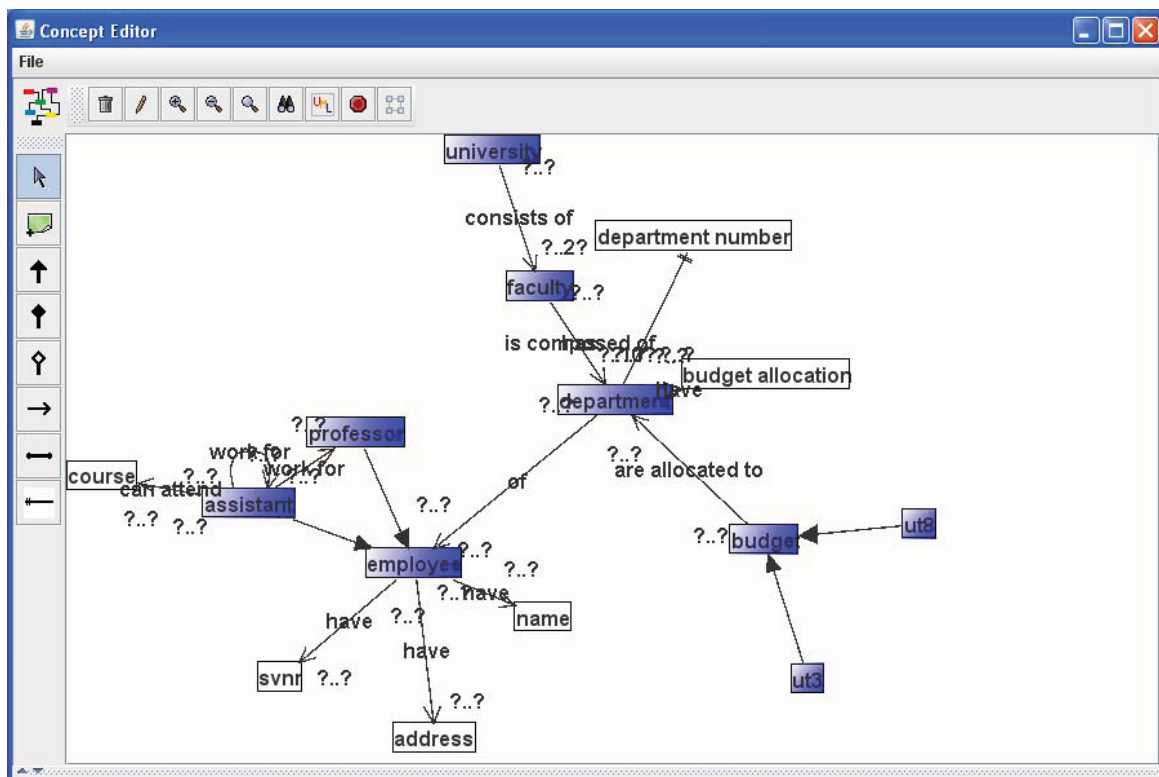 Concept Editor
File
UML
university
?..?
consists of
?..2?
department number
faculty
?..?
is composed of
has
?..?
budget allocation
have
department
?..?
?..?
professor
work for
?..?
work for
?..?
?..?
are allocated to
course
can attend
?..?
assistant
?..?
?..?
of
?..?
?..?
budget
ut8
employee
?..?
?..?
?..?
have
name
have
?..?
have
svnr
?..?
ut3
?..?
address